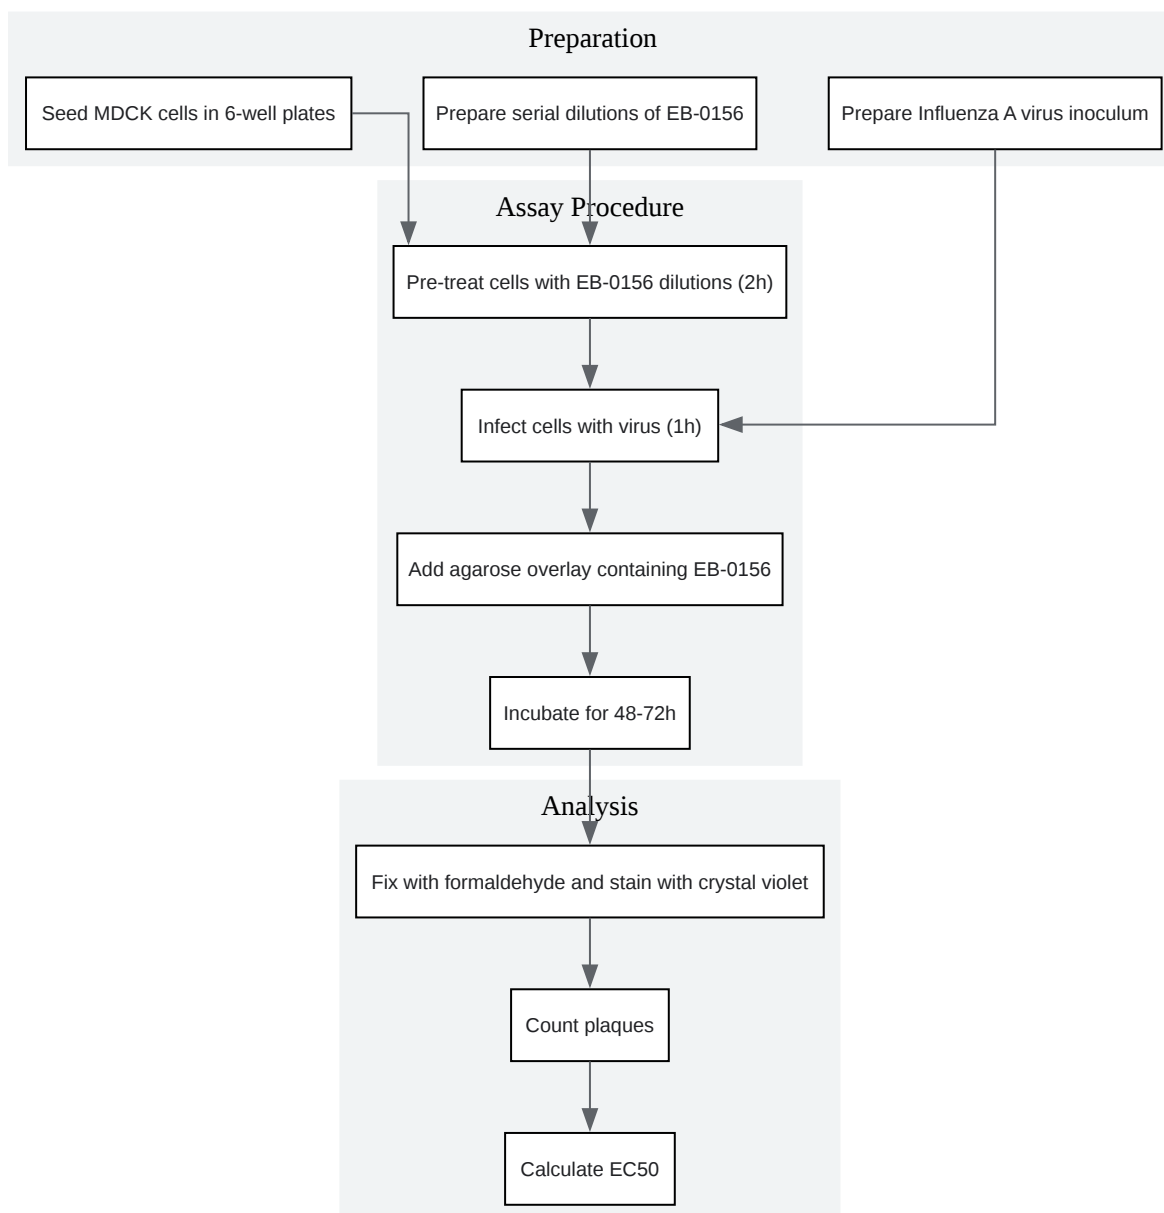 Preparation
Seed MDCK cells in 6-well plates
Prepare serial dilutions of EB-0156
Prepare Influenza A virus inoculum
Assay Procedure
Pre-treat cells with EB-0156 dilutions (2h)
Infect cells with virus (1h)
Add agarose overlay containing EB-0156
Incubate for 48-72h
Analysis
Fix with formaldehyde and stain with crystal violet
Count plaques
Calculate EC50